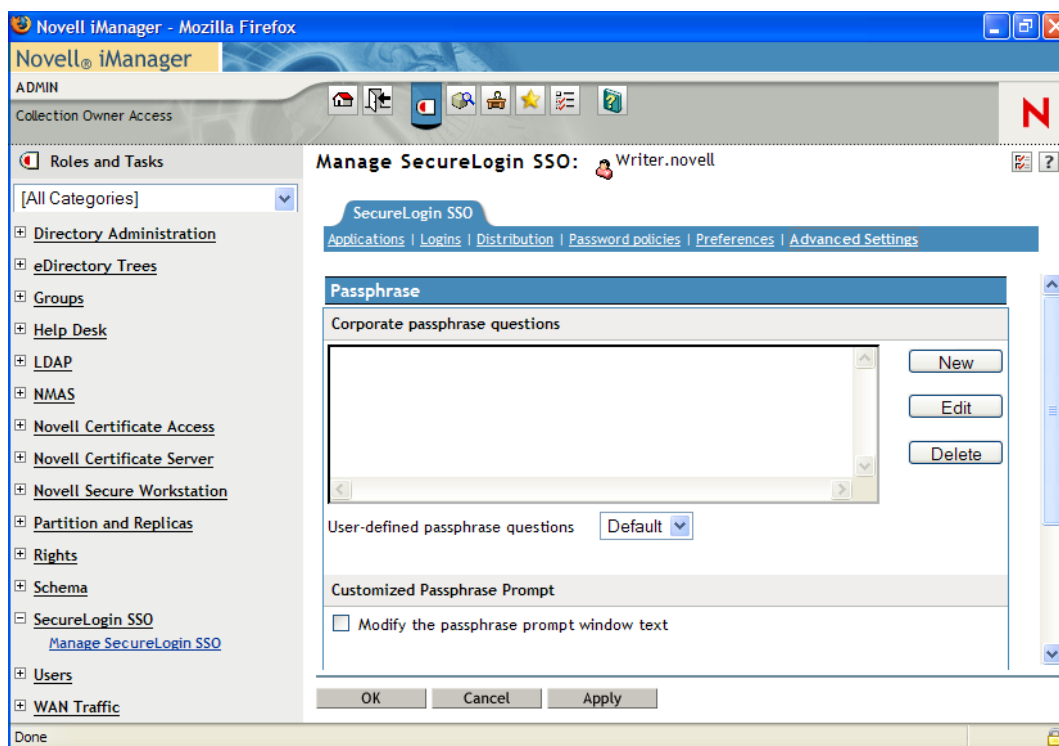 Novell iManager - Mozilla Firefox
Novell® iManager
ADMIN
Collection Owner Access
N
Roles and Tasks
[All Categories]
Directory Administration
eDirectory Trees
Groups
Help Desk
LDAP
NMAS
Novell Certificate Access
Novell Certificate Server
Novell Secure Workstation
Partition and Replicas
Rights
Schema
SecureLogin SSO
Manage SecureLogin SSO
Users
WAN Traffic
Manage SecureLogin SSO: Writer.novell
?
SecureLogin SSO
Applications | Logins | Distribution | Password policies | Preferences | Advanced Settings
Passphrase
Corporate passphrase questions
New
Edit
Delete
User-defined passphrase questions Default
Customized Passphrase Prompt
Modify the passphrase prompt window text
OK Cancel Apply
Done